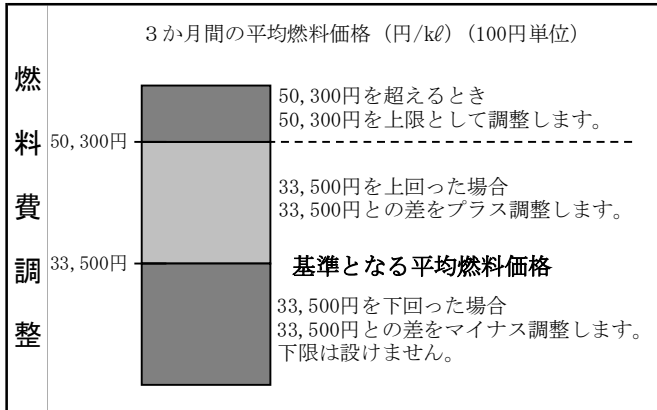 燃料費調整
3か月間の平均燃料価格（円/kℓ）(100円単位)
50,300円を超えるとき
50,300円を上限として調整します。
50,300円
33,500円を上回った場合
33,500円との差をプラス調整します。
33,500円
基準となる平均燃料価格
33,500円を下回った場合
33,500円との差をマイナス調整します。
下限は設けません。